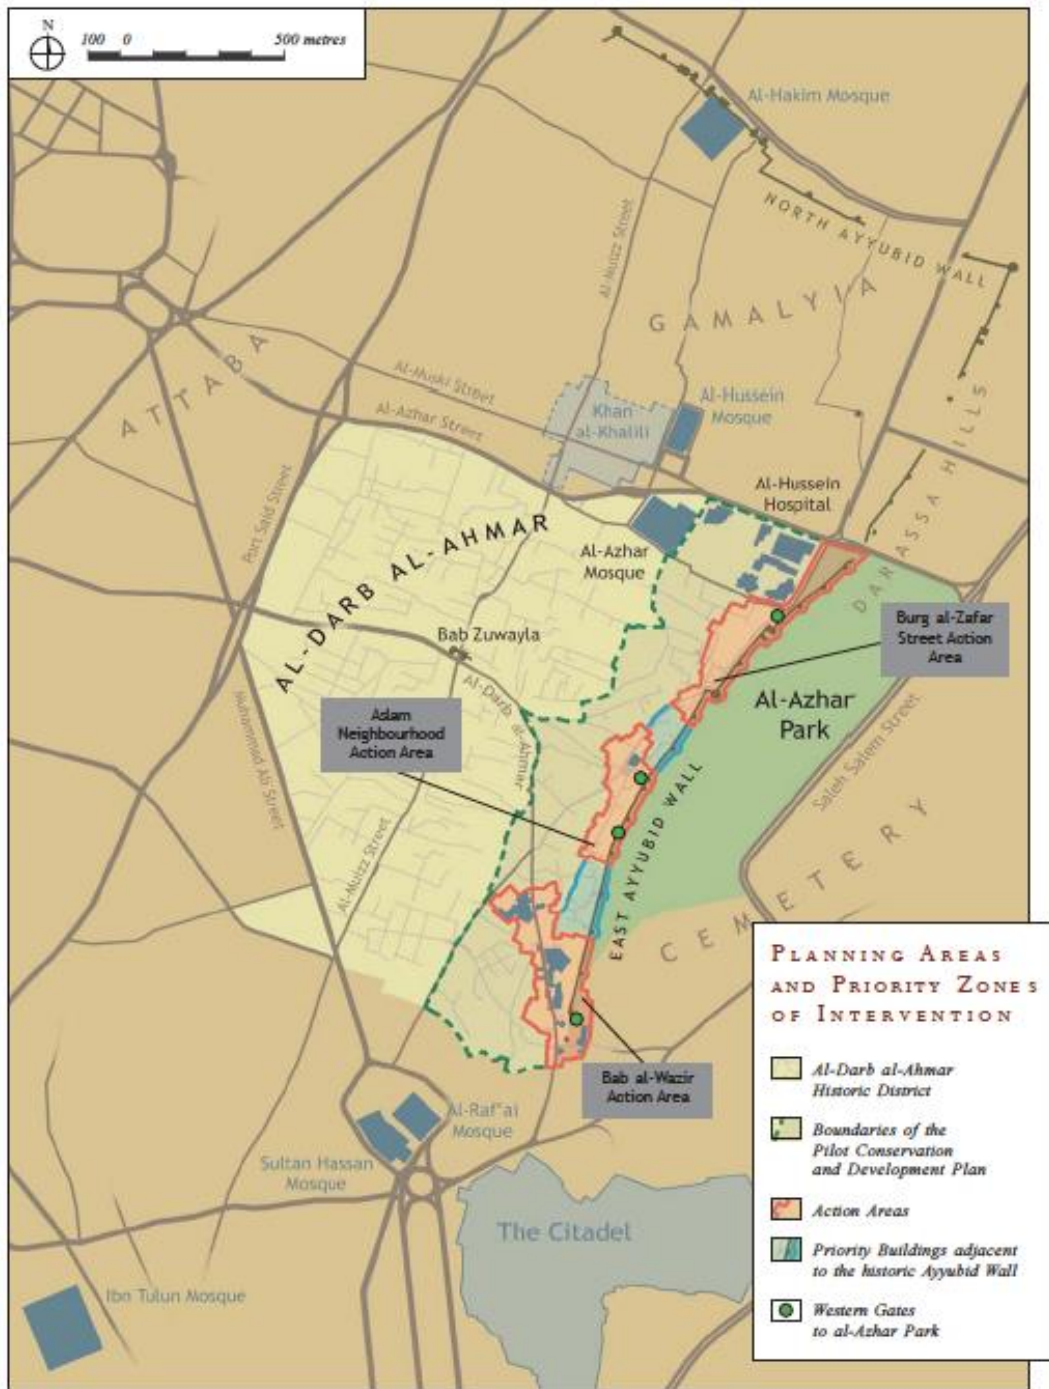 N
100 0 500 metres
Al-Hakim Mosque
NORTH AYYUBID WALL
Al-Muizz Street
GAMALYIA
ATTABA
Al-Muski Street
Al-Azhar Street
Khan
al-Khalili
Al-Hussein
Mosque
Port Said Street
Al-Hussein
Hospital
DARASSA HILLS
AL-DARB AL-AHMAR
Al-Azhar
Mosque
Bab Zuwayla
Burg al-Zafar
Street Action
Area
Al-Darb al-Ahmar
Al-Azhar
Park
Aslam
Neighbourhood
Action Area
Muhammad Ali Street
Saleh Salem Street
EAST AYYUBID WALL
Al-Muizz Street
CEMETERY
Bab al-Wazir
Action Area
Al-Raf'ai
Mosque
Sultan Hassan
Mosque
The Citadel
Ibn Tulun Mosque
PLANNING AREAS
AND PRIORITY ZONES
OF INTERVENTION
Al-Darb al-Ahmar
Historic District
Boundaries of the
Pilot Conservation
and Development Plan
Action Areas
Priority Buildings adjacent
to the historic Ayyubid Wall
Western Gates
to al-Azhar Park